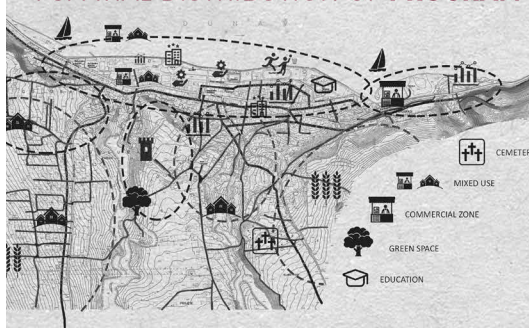 D U N A
CEMETER
MIXED USE
COMMERCIAL ZONE
GREEN SPACE
EDUCATION